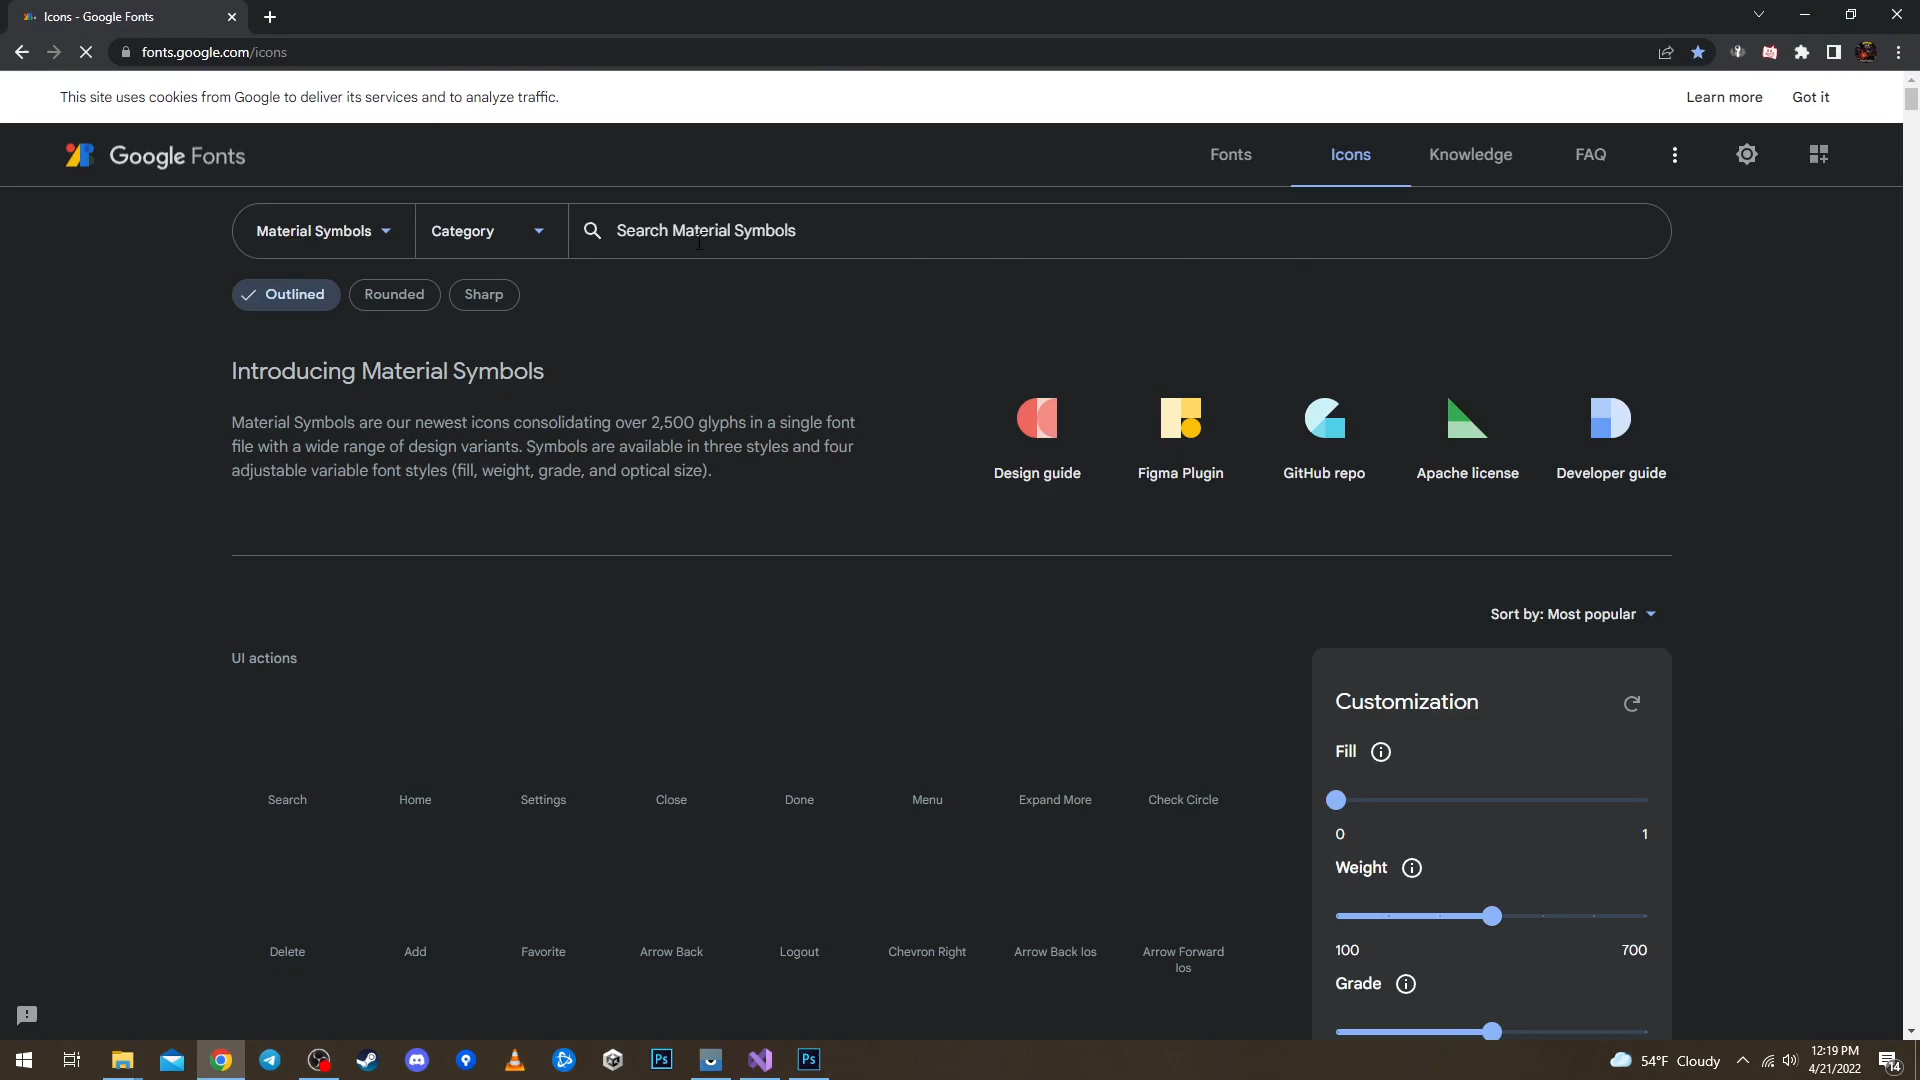 Icons - Google Fonts
fonts.google.com/icons
This site uses cookies from Google to deliver its services and to analyze traffic.
Learn more
Got it
Google Fonts
Fonts
Icons
Knowledge
FAQ
Material Symbols
Category
Search Material Symbols
Outlined
Rounded
Sharp
Introducing Material Symbols
Material Symbols are our newest icons consolidating over 2,500 glyphs in a single font
file with a wide range of design variants. Symbols are available in three styles and four
adjustable variable font styles (fill, weight, grade, and optical size).
Design guide
Figma Plugin
GitHub repo
Apache license
Developer guide
Sort by: Most popular
UI actions
Search
Home
Settings
Close
Done
Menu
Expand More
Check Circle
Delete
Add
Favorite
Arrow Back
Logout
Chevron Right
Arrow Back Ios
Arrow Forward
Ios
Customization
Fill
0
1
Weight
100
700
Grade
Ps
Ps
54°F Cloudy
12:19 PM
4/21/2022
14